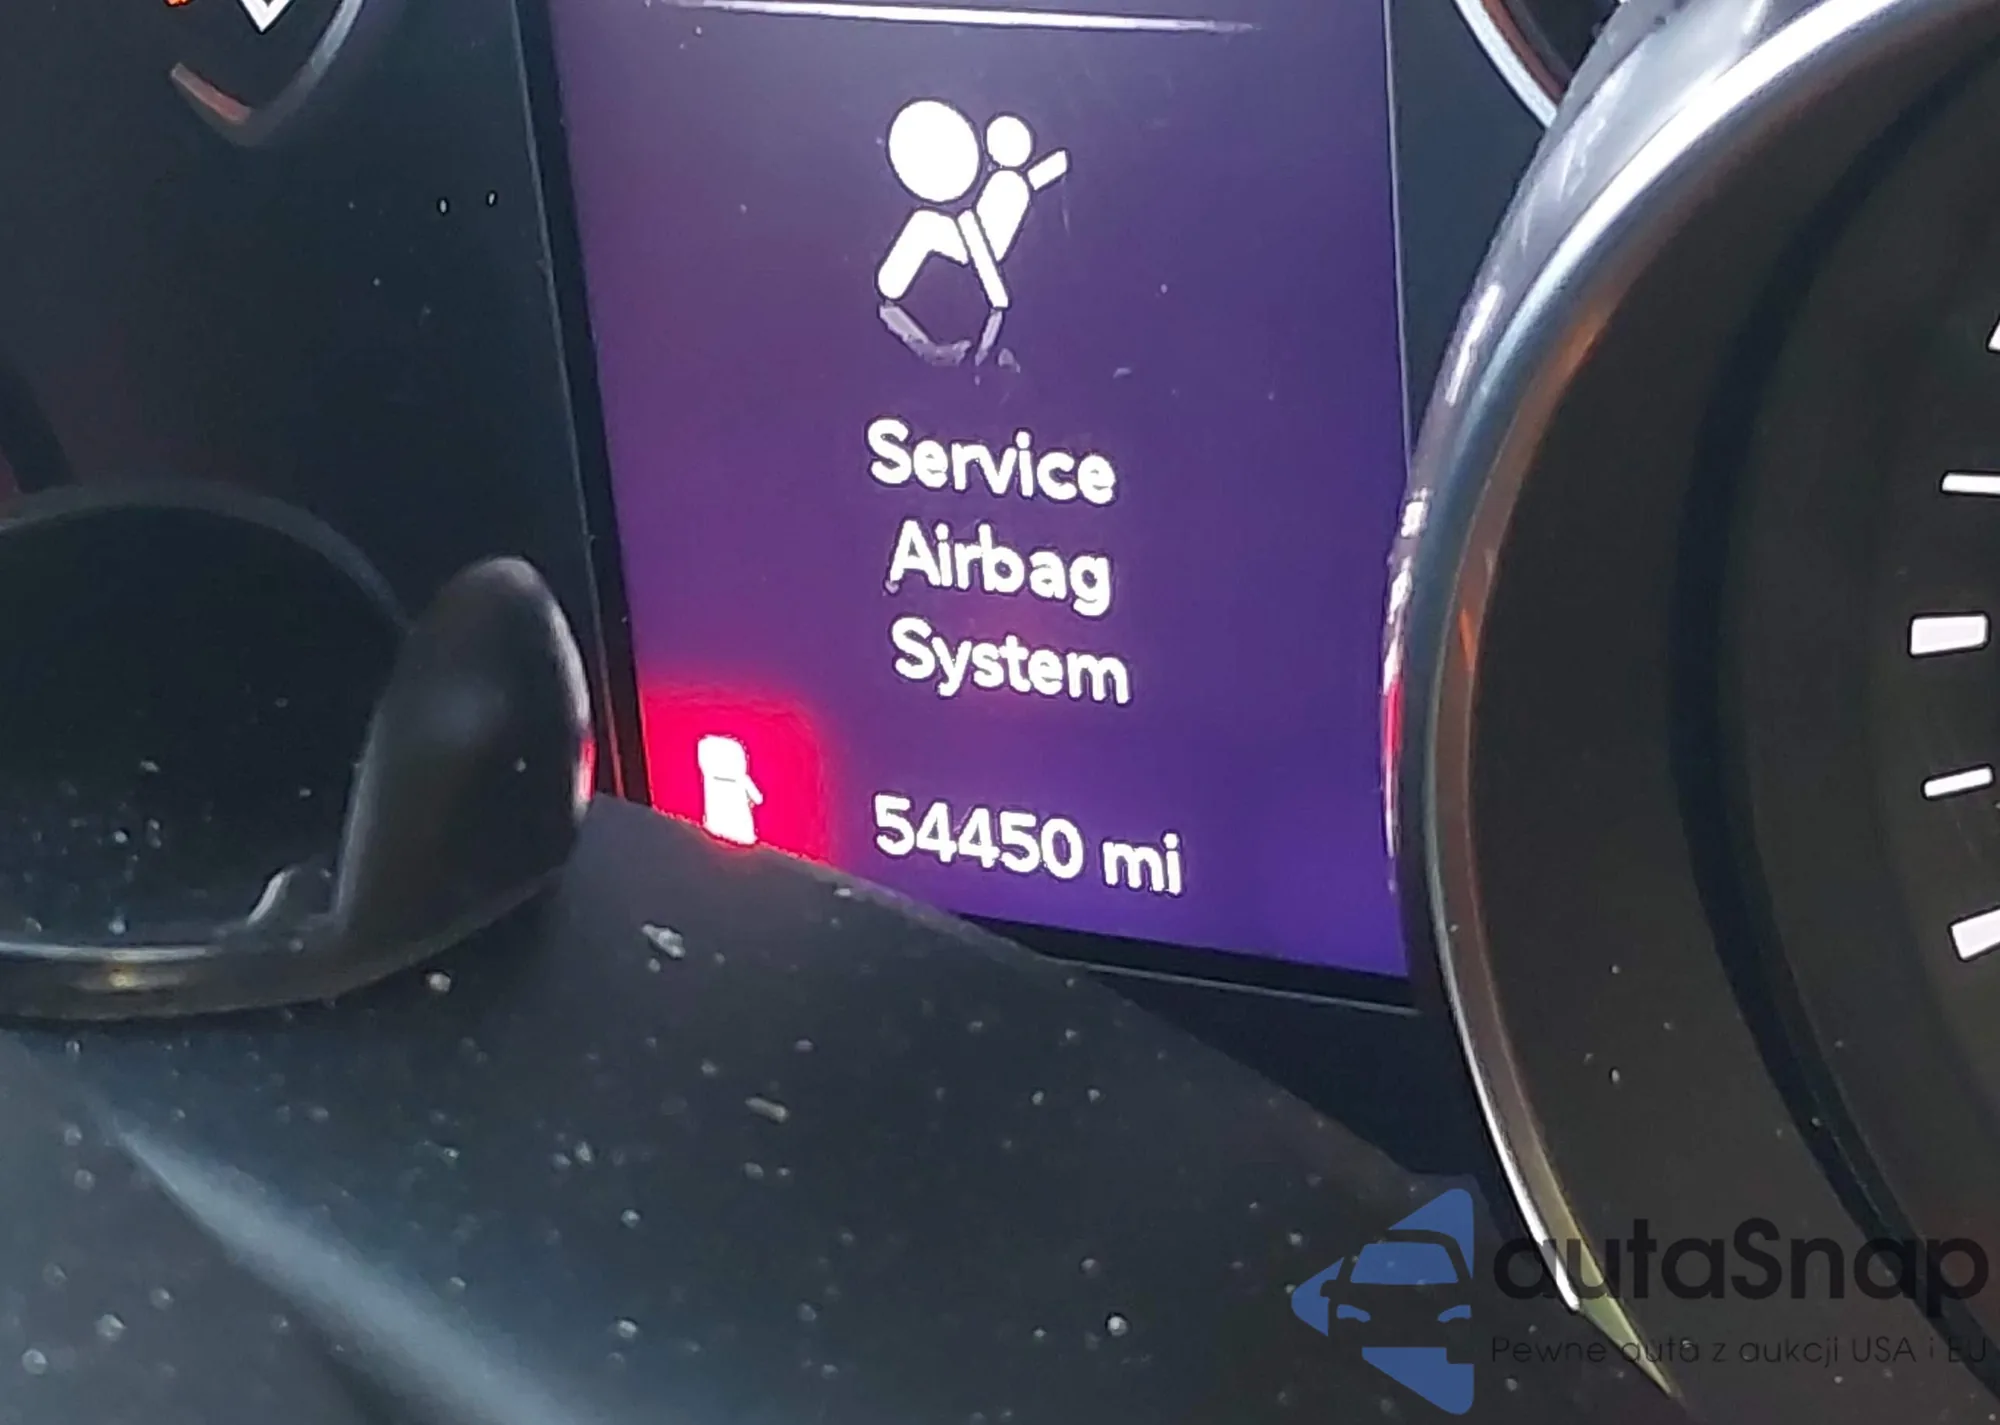 Service
Airbag
System
54450 mi
autaSnap
Pewne auta z aukcji USA i EU